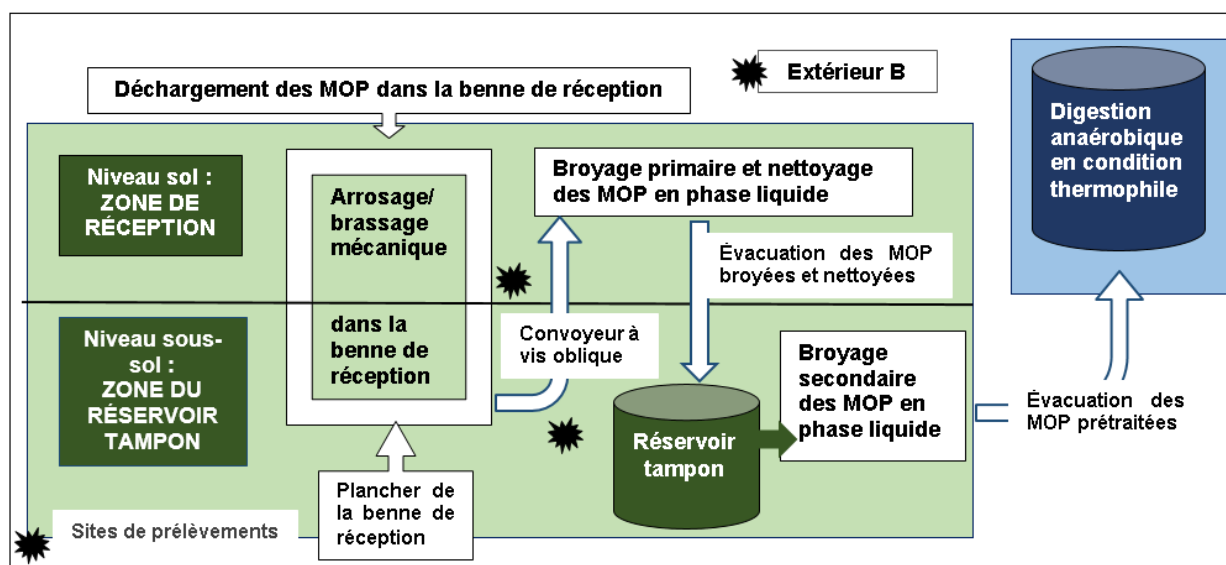 Extérieur B
Déchargement des MOP dans la benne de réception
Digestion
anaérobique
en condition
thermophile
Niveau sol :
ZONE DE
RÉCEPTION
Arrosage/
brassage
mécanique
Broyage primaire et nettoyage
des MOP en phase liquide
Évacuation des MOP
broyées et nettoyées
Niveau sous-
sol :
ZONE DU
RÉSERVOIR
TAMPON
dans la
benne de
réception
Convoyeur à
vis oblique
Broyage
secondaire
des MOP en
phase liquide
Réservoir
tampon
Évacuation des
MOP prétraitées
Plancher de
la benne de
réception
Sites de prélèvements